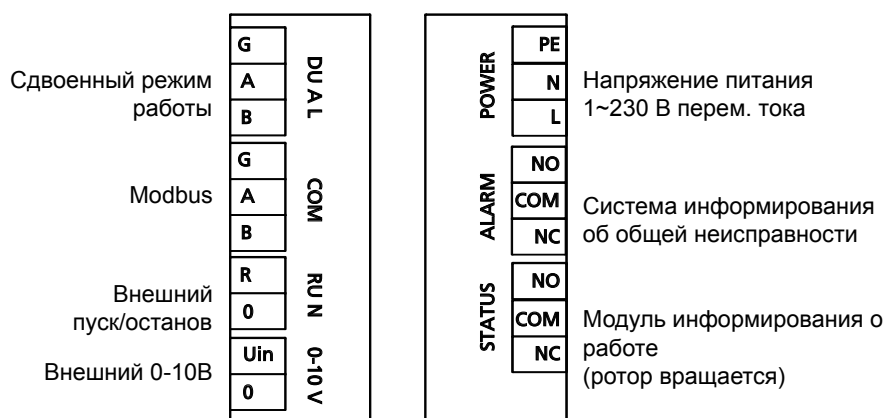 Сдвоенный режим
работы
G
A
B
DUAL
Modbus
G
A
B
COM
Внешний
пуск/останов
R
0
RUN
Внешний 0-10В
Uin
0
0-10 V
POWER
PE
N
L
Напряжение питания
1~230 В перем. тока
ALARM
NO
COM
NC
Система информирования
об общей неисправности
STATUS
NO
COM
NC
Модуль информирования о
работе
(ротор вращается)